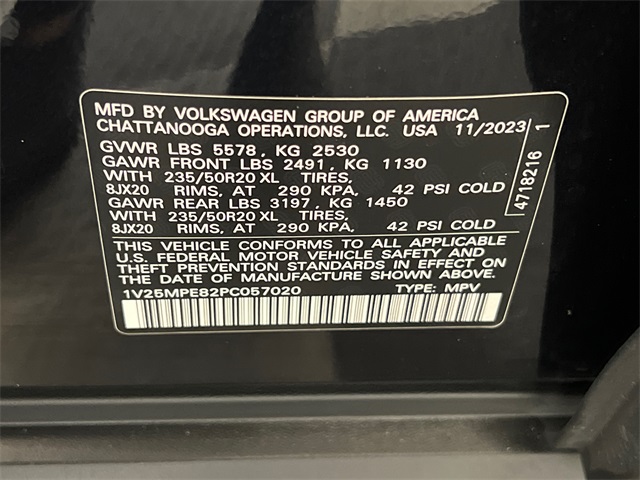 MFD BY VOLKSWAGEN GROUP OF AMERICA
CHATTANOOGA OPERATIONS, LLC. USA 11/2023
GVWR LBS 5578, KG 2530
GAWR FRONT LBS 2491, KG 1130
WITH 235/50R20 XL TIRES,
8JX20 RIMS, AT 290 KPA, 42 PSI COLD
GAWR REAR LBS 3197, KG 1450
WITH 235/50R20 XL TIRES,
8JX20 RIMS, AT 290 KPA, 42 PSI COLD
THIS VEHICLE CONFORMS TO ALL APPLICABLE
U.S. FEDERAL MOTOR VEHICLE SAFETY AND
THEFT PREVENTION STANDARDS IN EFFECT ON
THE DATE OF MANUFACTURE SHOWN ABOVE.
1V25MPE82PC057020 TYPE: MPV
4718216 1